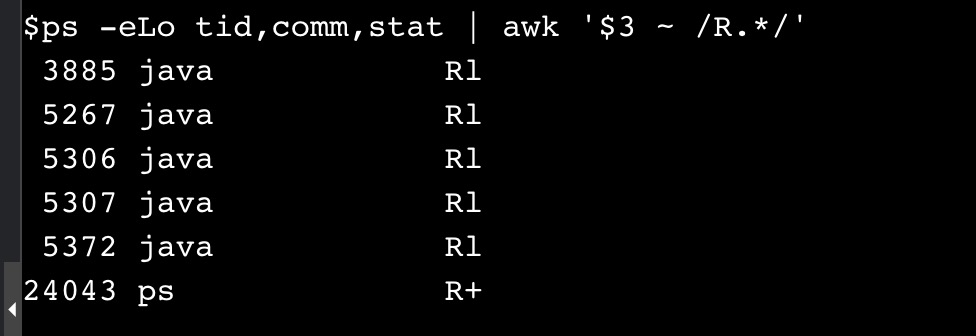 $ps -eLo tid,comm,stat | awk '$3 ~ /R.*/'
3885 java Rl
5267 java Rl
5306 java Rl
5307 java Rl
5372 java Rl
24043 ps R+